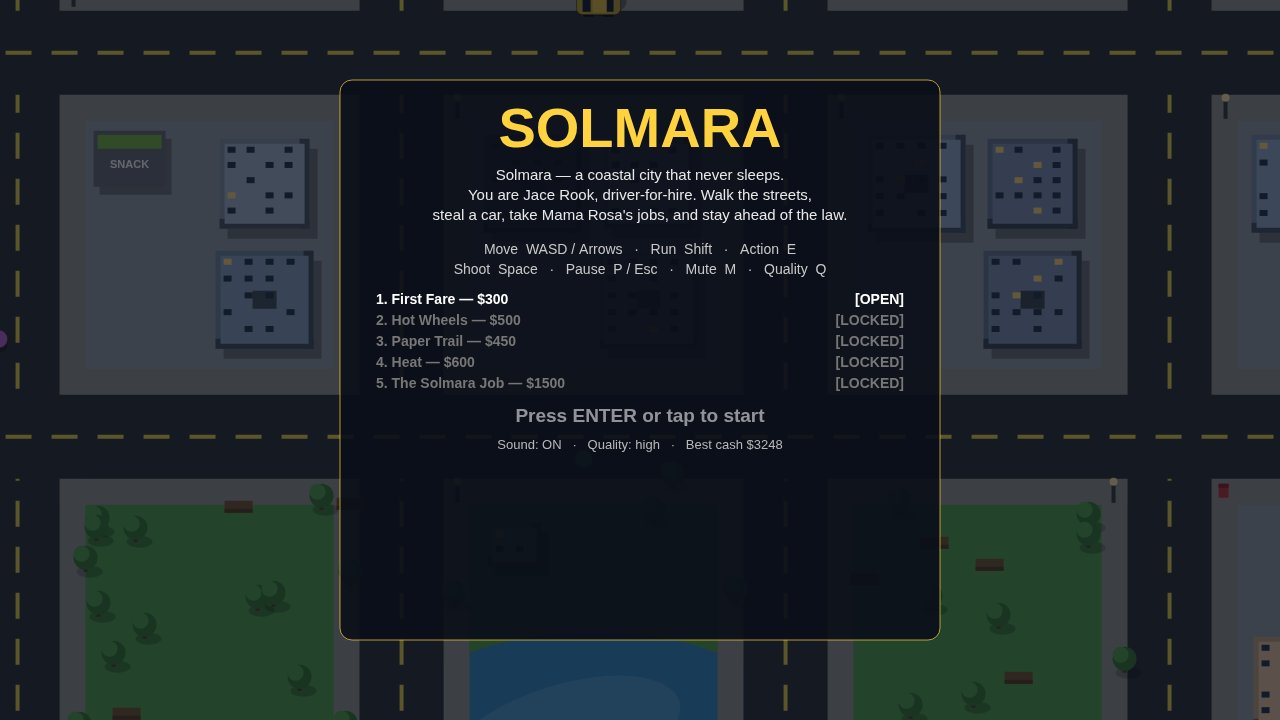 SOLMARA
SNACK
Solmara — a coastal city that never sleeps.
You are Jace Rook, driver-for-hire. Walk the streets,
steal a car, take Mama Rosa's jobs, and stay ahead of the law.
Move WASD / Arrows · Run Shift · Action E
Shoot Space · Pause P / Esc · Mute M · Quality Q
1. First Fare — $300 [OPEN]
2. Hot Wheels — $500 [LOCKED]
3. Paper Trail — $450 [LOCKED]
4. Heat — $600 [LOCKED]
5. The Solmara Job — $1500 [LOCKED]
Press ENTER or tap to start
Sound: ON · Quality: high · Best cash $3248